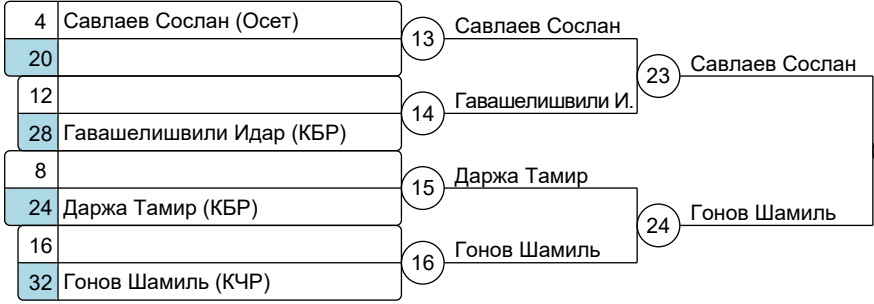 4 Савлаев Сослан (Осет)
20
13 Савлаев Сослан
12
28 Гавашелишвили Идар (КБР)
14 Гавашелишвили И.
23 Савлаев Сослан
8
24 Даржа Тамир (КБР)
15 Даржа Тамир
16
32 Гонов Шамиль (КЧР)
16 Гонов Шамиль
24 Гонов Шамиль